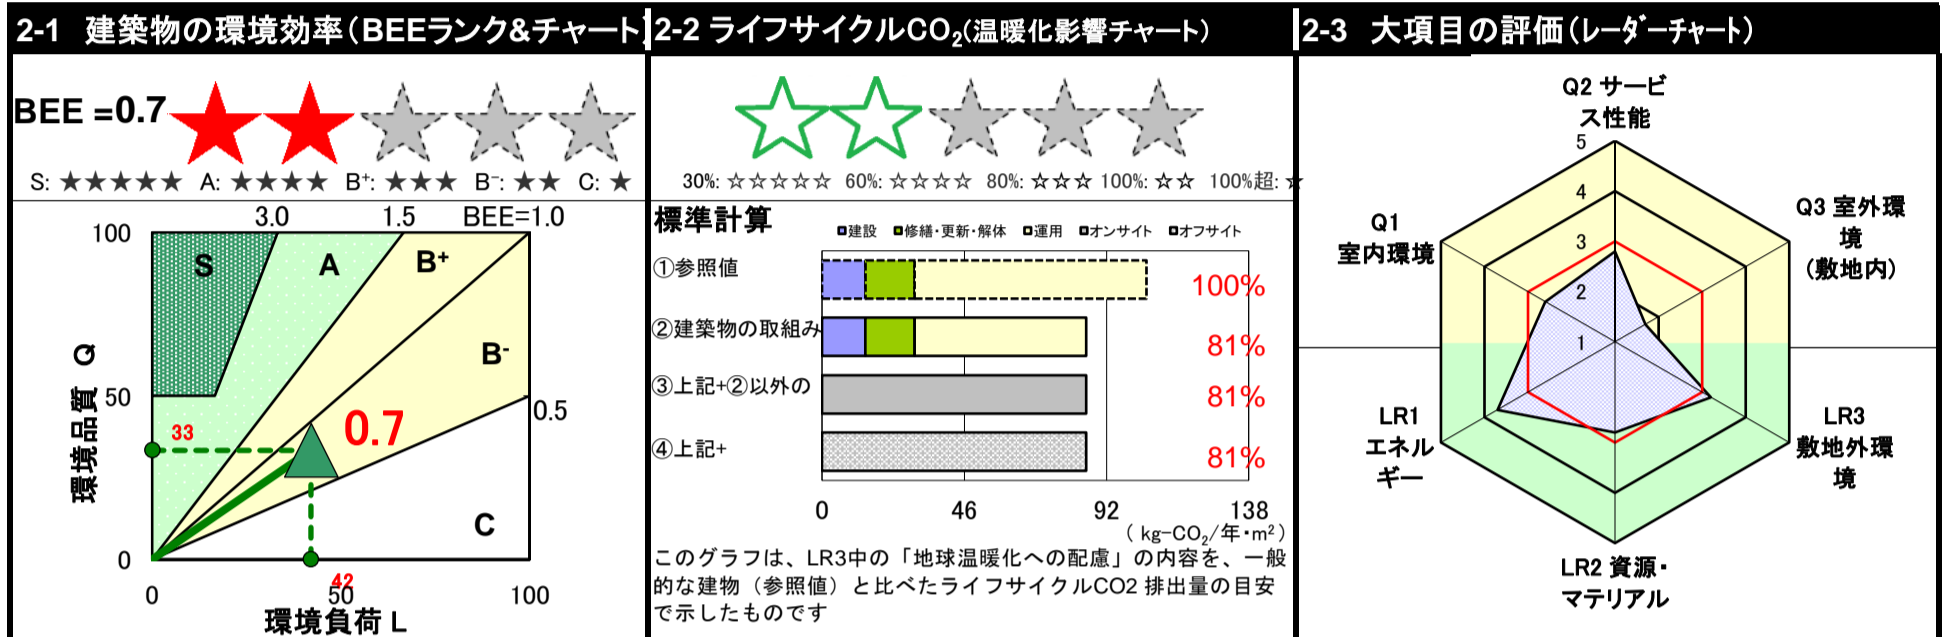 2-1 建築物の環境効率(BEEランク&チャート)
BEE =0.7
S: ★★★★★ A: ★★★★ B+: ★★★ B−: ★★ C: ★
3.0 1.5 BEE=1.0
100
S
A
B+
B-
50
0.5
33
0.7
C
0
42
0 50 100
環境品質 Q
環境負荷 L
2-2 ライフサイクルCO2(温暖化影響チャート)
30%: ☆☆☆☆☆ 60%: ☆☆☆☆ 80%: ☆☆☆ 100%: ☆☆ 100%超: ☆
標準計算
建設 修繕・更新・解体 運用 オンサイト オフサイト
①参照値 100%
②建築物の取組み 81%
③上記+②以外の 81%
④上記+ 81%
0 46 92 138
( kg-CO2/年・m2 )
このグラフは、LR3中の「地球温暖化への配慮」の内容を、一般
的な建物(参照値)と比べたライフサイクルCO2 排出量の目安
で示したものです
2-3 大項目の評価(レーダーチャート)
Q2 サービ
ス性能
5
4
3
2
1
Q3 室外環
境
(敷地内)
Q1
室内環境
LR1
エネル
ギー
LR3
敷地外環
境
LR2 資源・
マテリアル